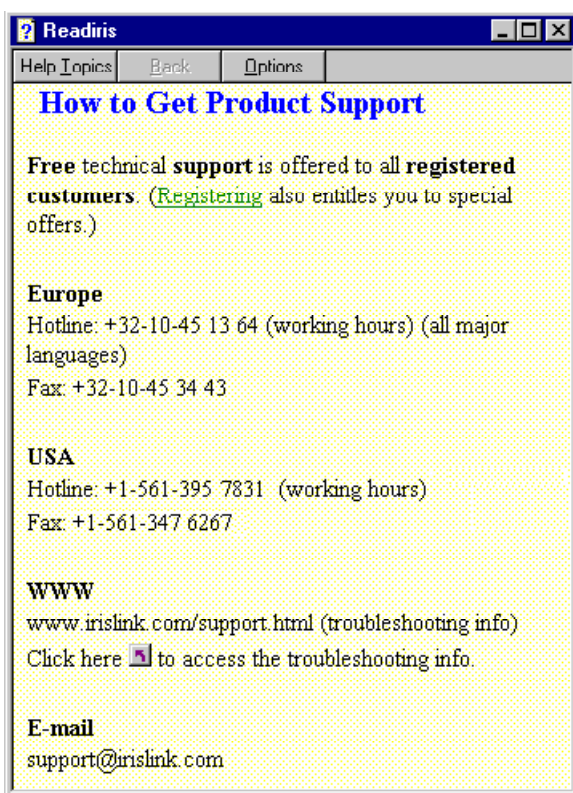 Readiris
Help Topics Back Options
How to Get Product Support
Free technical support is offered to all registered
customers. (Registering also entitles you to special
offers.)
Europe
Hotline: +32-10-45 13 64 (working hours) (all major
languages)
Fax: +32-10-45 34 43
USA
Hotline: +1-561-395 7831 (working hours)
Fax: +1-561-347 6267
WWW
www.irislink.com/support.html (troubleshooting info)
Click here to access the troubleshooting info.
E-mail
support@irislink.com